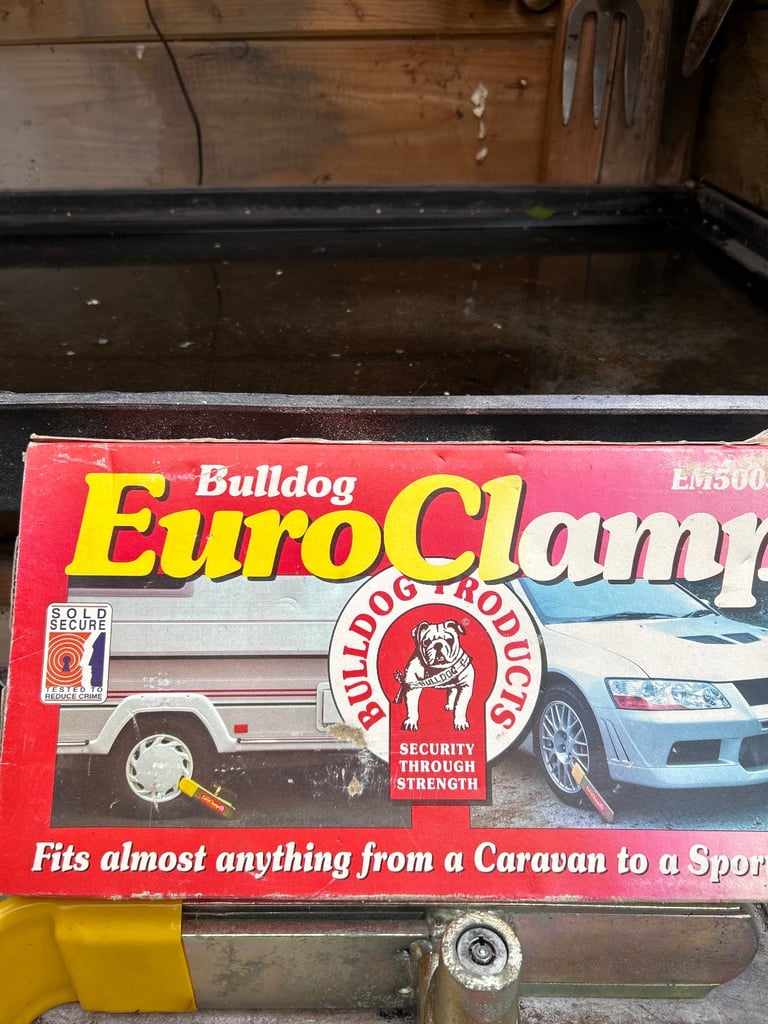 Bulldog
EM500
EuroClamp
SOLD
SECURE
TESTED TO
REDUCE CRIME
BULLDOG PRODUCTS
©
BULLDOG
SECURITY
THROUGH
STRENGTH
Fits almost anything from a Caravan to a Spor